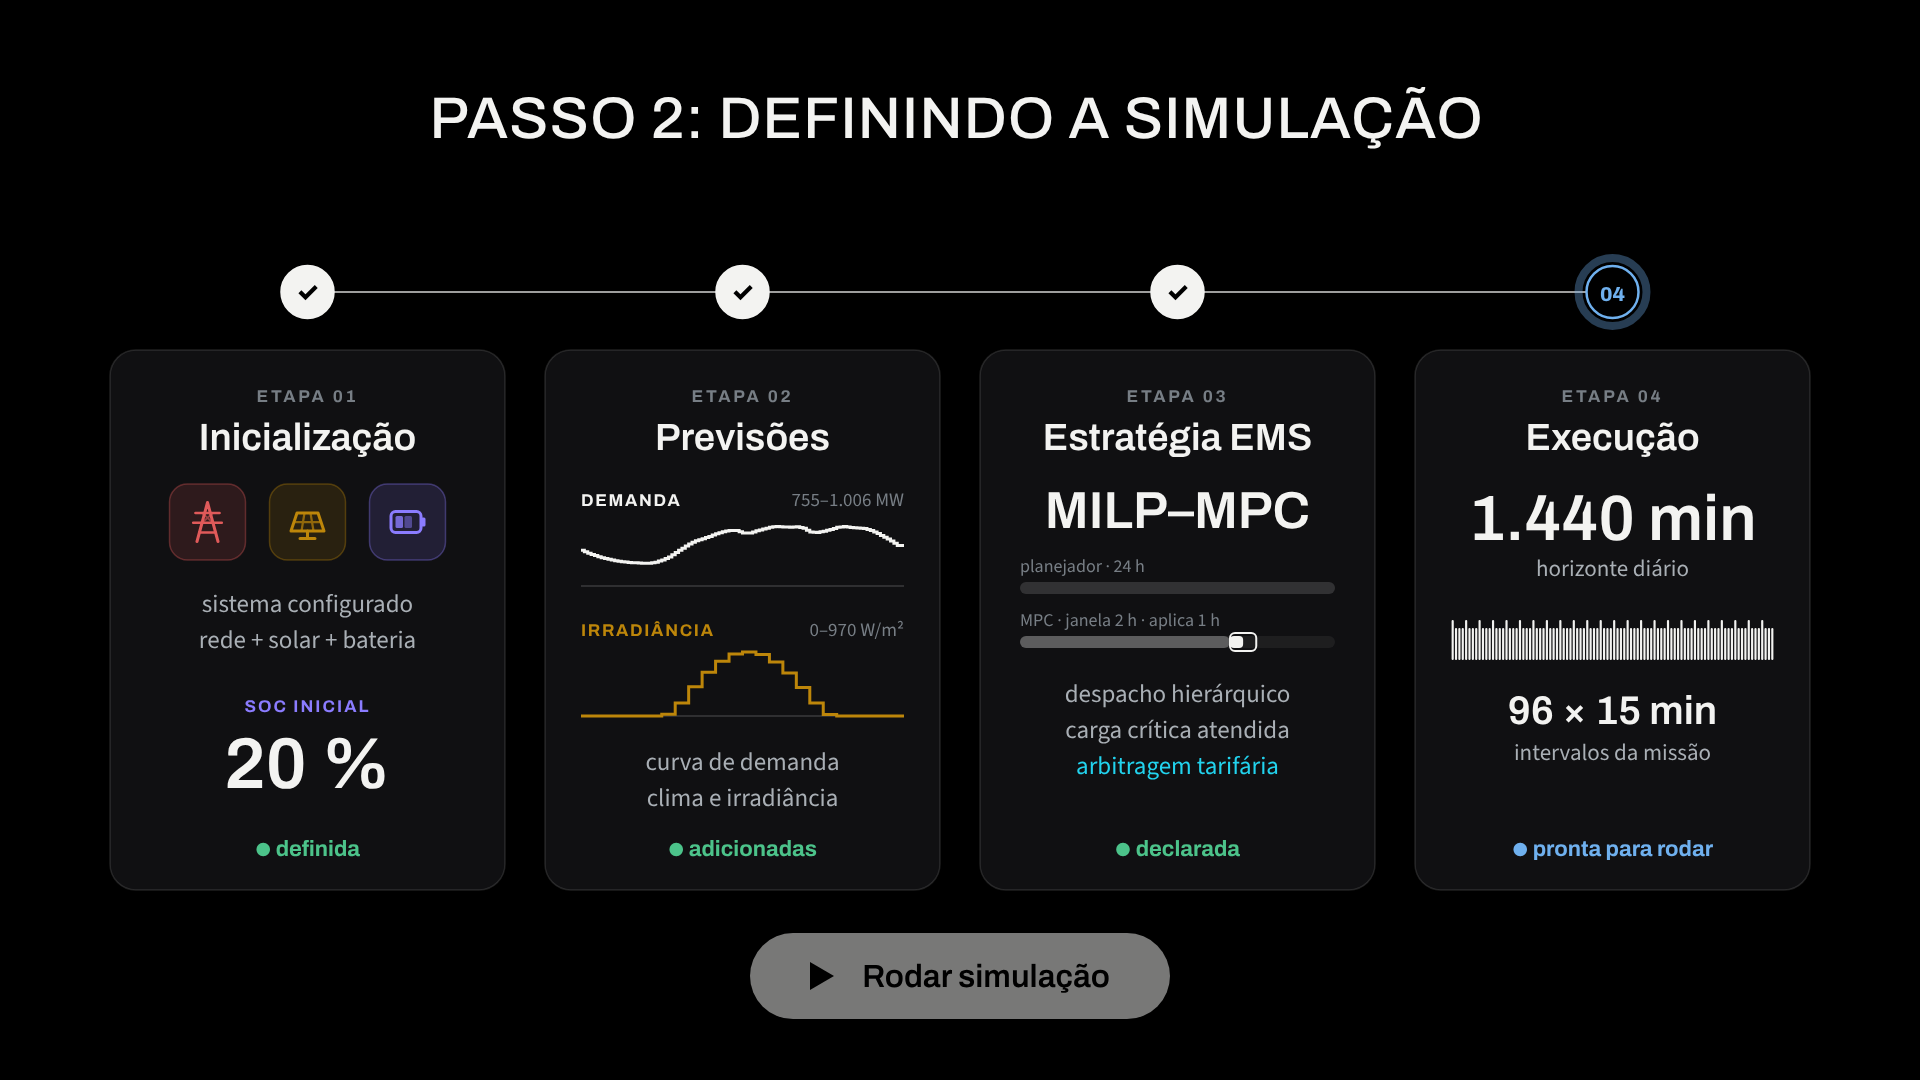 PASSO 2: DEFININDO A SIMULAÇÃO
04
ETAPA 01
Inicialização
sistema configurado
rede + solar + bateria
SOC INICIAL
20 %
definida
ETAPA 02
Previsões
DEMANDA
755–1.006 MW
IRRADIÂNCIA
0–970 W/m²
curva de demanda
clima e irradiância
adicionadas
ETAPA 03
Estratégia EMS
MILP–MPC
planejador · 24 h
MPC · janela 2 h · aplica 1 h
despacho hierárquico
carga crítica atendida
arbitragem tarifária
declarada
ETAPA 04
Execução
1.440 min
horizonte diário
96 × 15 min
intervalos da missão
pronta para rodar
Rodar simulação